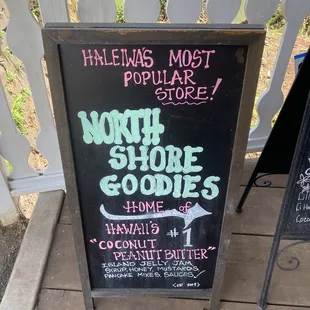 HALEIWA'S MOST
POPULAR
STORE!
NORTH
SHORE
GOODIES
HOME of
HAWAII'S #1
"COCONUT
PEANUT BUTTER"
ISLAND JELLY, JAM
SYRUP, HONEY, MUSTARDS,
PANCAKE MIXES, SAUCES